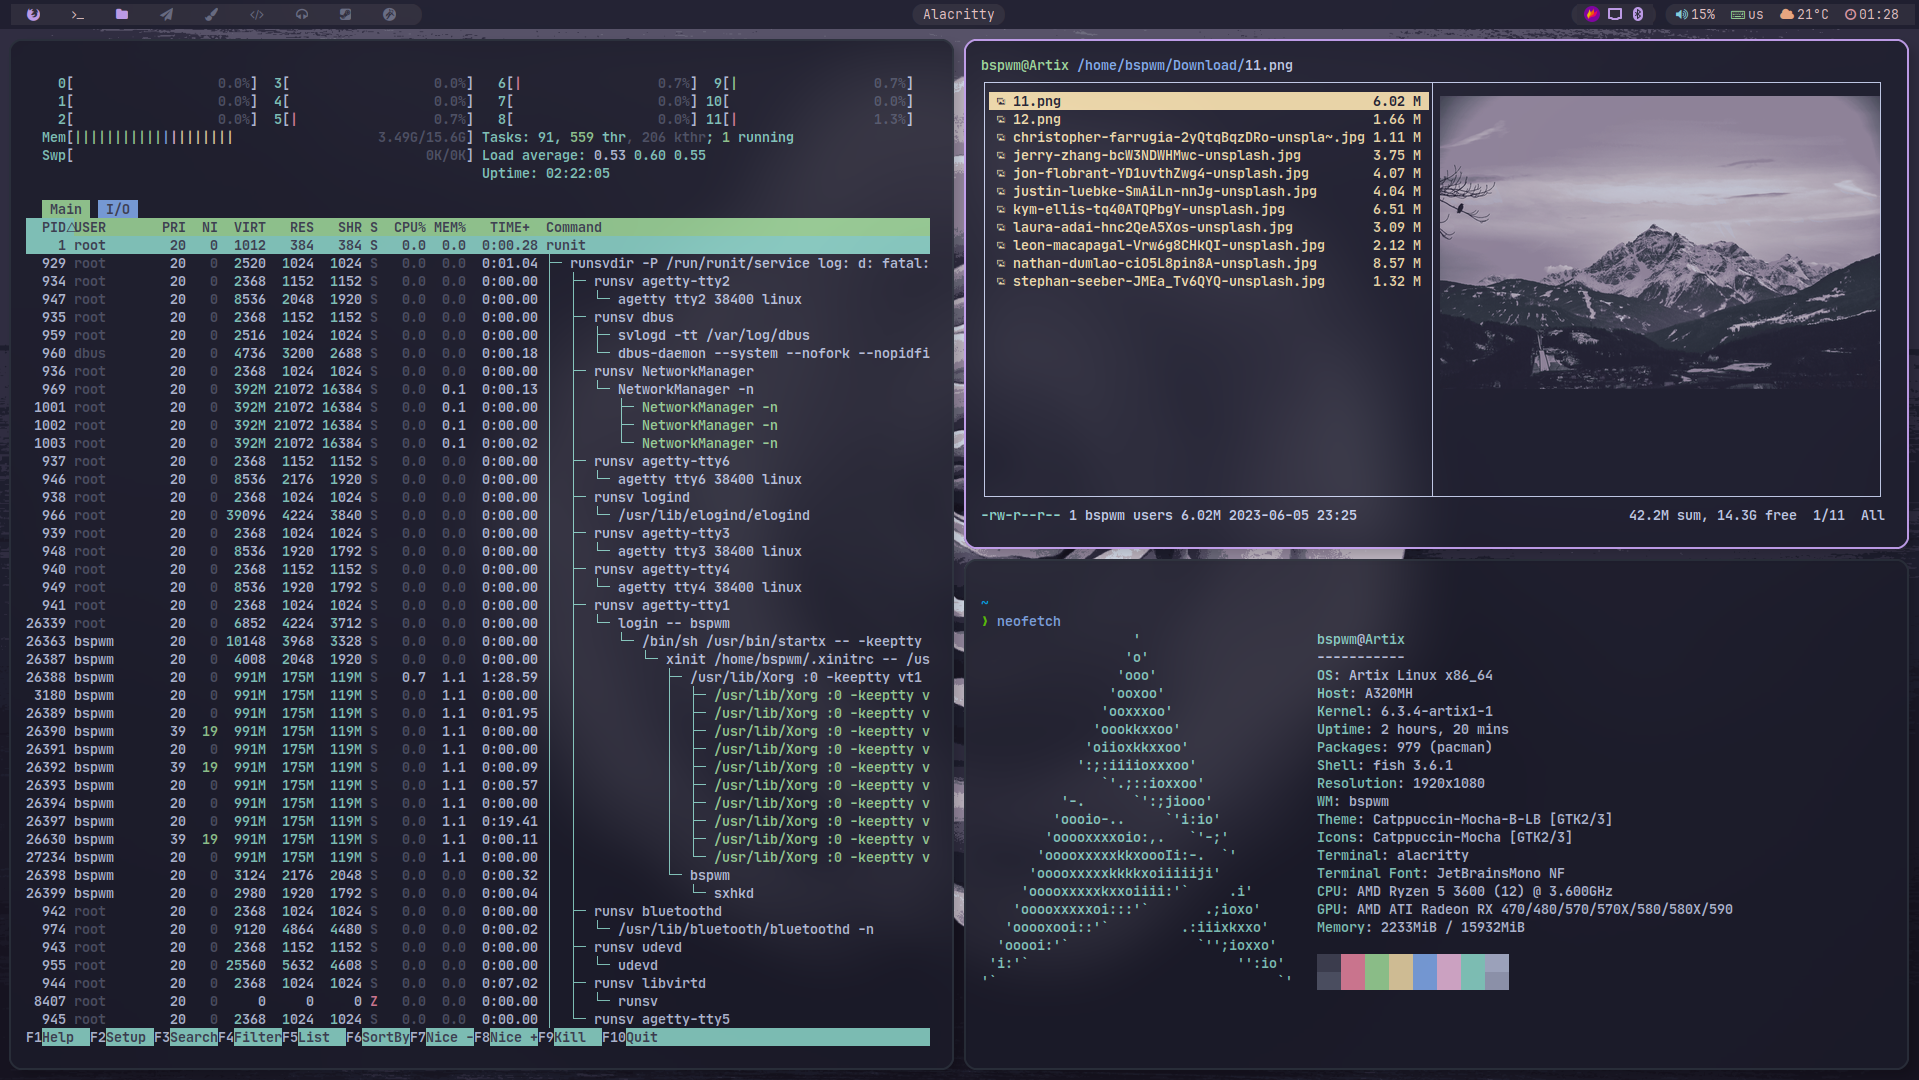 Alacritty
15% us 21°C 01:28
0[ 0.0%] 3[ 0.0%] 6[| 0.7%] 9[| 0.7%]
1[ 0.0%] 4[ 0.0%] 7[ 0.0%] 10[ 0.0%]
2[ 0.0%] 5[| 0.7%] 8[ 0.0%] 11[| 1.3%]
Mem[|||||||||||||||||||| 3.49G/15.6G] Tasks: 91, 559 thr, 206 kthr; 1 running
Swp[ 0K/0K] Load average: 0.53 0.60 0.55
Uptime: 02:22:05
Main I/O
PID△USER PRI NI VIRT RES SHR S CPU% MEM% TIME+ Command
1 root 20 0 1012 384 384 S 0.0 0.0 0:00.28 runit
929 root 20 0 2520 1024 1024 S 0.0 0.0 0:01.04 ├─ runsvdir -P /run/runit/service log: d: fatal:
934 root 20 0 2368 1152 1152 S 0.0 0.0 0:00.00 ├─ runsv agetty-tty2
947 root 20 0 8536 2048 1920 S 0.0 0.0 0:00.00 └─ agetty tty2 38400 linux
935 root 20 0 2368 1152 1152 S 0.0 0.0 0:00.00 ├─ runsv dbus
959 root 20 0 2516 1024 1024 S 0.0 0.0 0:00.00 ├─ svlogd -tt /var/log/dbus
960 dbus 20 0 4736 3200 2688 S 0.0 0.0 0:00.18 └─ dbus-daemon --system --nofork --nopidfi
936 root 20 0 2368 1024 1024 S 0.0 0.0 0:00.00 ├─ runsv NetworkManager
969 root 20 0 392M 21072 16384 S 0.0 0.1 0:00.13 └─ NetworkManager -n
1001 root 20 0 392M 21072 16384 S 0.0 0.1 0:00.00 ├─ NetworkManager -n
1002 root 20 0 392M 21072 16384 S 0.0 0.1 0:00.00 ├─ NetworkManager -n
1003 root 20 0 392M 21072 16384 S 0.0 0.1 0:00.02 └─ NetworkManager -n
937 root 20 0 2368 1152 1152 S 0.0 0.0 0:00.00 ├─ runsv agetty-tty6
946 root 20 0 8536 2176 1920 S 0.0 0.0 0:00.00 └─ agetty tty6 38400 linux
938 root 20 0 2368 1024 1024 S 0.0 0.0 0:00.00 ├─ runsv logind
966 root 20 0 39096 4224 3840 S 0.0 0.0 0:00.00 └─ /usr/lib/elogind/elogind
939 root 20 0 2368 1024 1024 S 0.0 0.0 0:00.00 ├─ runsv agetty-tty3
948 root 20 0 8536 1920 1792 S 0.0 0.0 0:00.00 └─ agetty tty3 38400 linux
940 root 20 0 2368 1152 1152 S 0.0 0.0 0:00.00 ├─ runsv agetty-tty4
949 root 20 0 8536 1920 1792 S 0.0 0.0 0:00.00 └─ agetty tty4 38400 linux
941 root 20 0 2368 1024 1024 S 0.0 0.0 0:00.00 ├─ runsv agetty-tty1
26339 root 20 0 6852 4224 3712 S 0.0 0.0 0:00.00 └─ login -- bspwm
26363 bspwm 20 0 10148 3968 3328 S 0.0 0.0 0:00.00 └─ /bin/sh /usr/bin/startx -- -keeptty
26387 bspwm 20 0 4008 2048 1920 S 0.0 0.0 0:00.00 └─ xinit /home/bspwm/.xinitrc -- /us
26388 bspwm 20 0 991M 175M 119M S 0.7 1.1 1:28.59 ├─ /usr/lib/Xorg :0 -keeptty vt1
3180 bspwm 20 0 991M 175M 119M S 0.0 1.1 0:00.00 ├─ /usr/lib/Xorg :0 -keeptty v
26389 bspwm 20 0 991M 175M 119M S 0.0 1.1 0:01.95 ├─ /usr/lib/Xorg :0 -keeptty v
26390 bspwm 39 19 991M 175M 119M S 0.0 1.1 0:00.00 ├─ /usr/lib/Xorg :0 -keeptty v
26391 bspwm 20 0 991M 175M 119M S 0.0 1.1 0:00.00 ├─ /usr/lib/Xorg :0 -keeptty v
26392 bspwm 39 19 991M 175M 119M S 0.0 1.1 0:00.09 ├─ /usr/lib/Xorg :0 -keeptty v
26393 bspwm 20 0 991M 175M 119M S 0.0 1.1 0:00.57 ├─ /usr/lib/Xorg :0 -keeptty v
26394 bspwm 20 0 991M 175M 119M S 0.0 1.1 0:00.00 ├─ /usr/lib/Xorg :0 -keeptty v
26397 bspwm 20 0 991M 175M 119M S 0.0 1.1 0:19.41 ├─ /usr/lib/Xorg :0 -keeptty v
26630 bspwm 39 19 991M 175M 119M S 0.0 1.1 0:00.11 ├─ /usr/lib/Xorg :0 -keeptty v
27234 bspwm 20 0 991M 175M 119M S 0.0 1.1 0:00.00 └─ /usr/lib/Xorg :0 -keeptty v
26398 bspwm 20 0 3124 2176 2048 S 0.0 0.0 0:00.32 └─ bspwm
26399 bspwm 20 0 2980 1920 1792 S 0.0 0.0 0:00.04 └─ sxhkd
942 root 20 0 2368 1024 1024 S 0.0 0.0 0:00.00 ├─ runsv bluetoothd
974 root 20 0 9120 4864 4480 S 0.0 0.0 0:00.02 └─ /usr/lib/bluetooth/bluetoothd -n
943 root 20 0 2368 1152 1152 S 0.0 0.0 0:00.00 ├─ runsv udevd
955 root 20 0 25560 5632 4608 S 0.0 0.0 0:00.00 └─ udevd
944 root 20 0 2368 1024 1024 S 0.0 0.0 0:07.02 ├─ runsv libvirtd
8407 root 20 0 0 0 0 Z 0.0 0.0 0:00.00 └─ runsv
945 root 20 0 2368 1024 1024 S 0.0 0.0 0:00.00 └─ runsv agetty-tty5
F1Help F2Setup F3SearchF4FilterF5List F6SortByF7Nice -F8Nice +F9Kill F10Quit
bspwm@Artix /home/bspwm/Download/11.png
11.png 6.02 M
12.png 1.66 M
christopher-farrugia-2yQtqBqzDRo-unspla~.jpg 1.11 M
jerry-zhang-bcW3NDWHMwc-unsplash.jpg 3.75 M
jon-flobrant-YD1uvthZwg4-unsplash.jpg 4.07 M
justin-luebke-SmAiLn-nnJg-unsplash.jpg 4.04 M
kym-ellis-tq40ATQPbgY-unsplash.jpg 6.51 M
laura-adai-hnc2QeA5Xos-unsplash.jpg 3.09 M
leon-macapagal-Vrw6g8CHkQI-unsplash.jpg 2.12 M
nathan-dumlao-ciO5L8pin8A-unsplash.jpg 8.57 M
stephan-seeber-JMEa_Tv6QYQ-unsplash.jpg 1.32 M
-rw-r--r-- 1 bspwm users 6.02M 2023-06-05 23:25 42.2M sum, 14.3G free 1/11 All
~
❯ neofetch
' bspwm@Artix
'o' -----------
'ooo' OS: Artix Linux x86_64
'ooxoo' Host: A320MH
'ooxxxoo' Kernel: 6.3.4-artix1-1
'oookkxxoo' Uptime: 2 hours, 20 mins
'oiioxkkxxoo' Packages: 979 (pacman)
':;:iiiioxxxoo' Shell: fish 3.6.1
`'.;::ioxxoo' Resolution: 1920x1080
'-. `':;jiooo' WM: bspwm
'oooio-.. `'i:io' Theme: Catppuccin-Mocha-B-LB [GTK2/3]
'ooooxxxxoio:,. `'-;' Icons: Catppuccin-Mocha [GTK2/3]
'ooooxxxxxkkxoooIi:-. `' Terminal: alacritty
'ooooxxxxxkkkkxoiiiiiji' Terminal Font: JetBrainsMono NF
'ooooxxxxxkxxoiiii:'` .i' CPU: AMD Ryzen 5 3600 (12) @ 3.600GHz
'ooooxxxxxoi:::'` .;ioxo' GPU: AMD ATI Radeon RX 470/480/570/570X/580/580X/590
'ooooxooi::'` .:iiixkxxo' Memory: 2233MiB / 15932MiB
'ooooi:'` `'';ioxxo'
'i:'` '':io'
'` `'